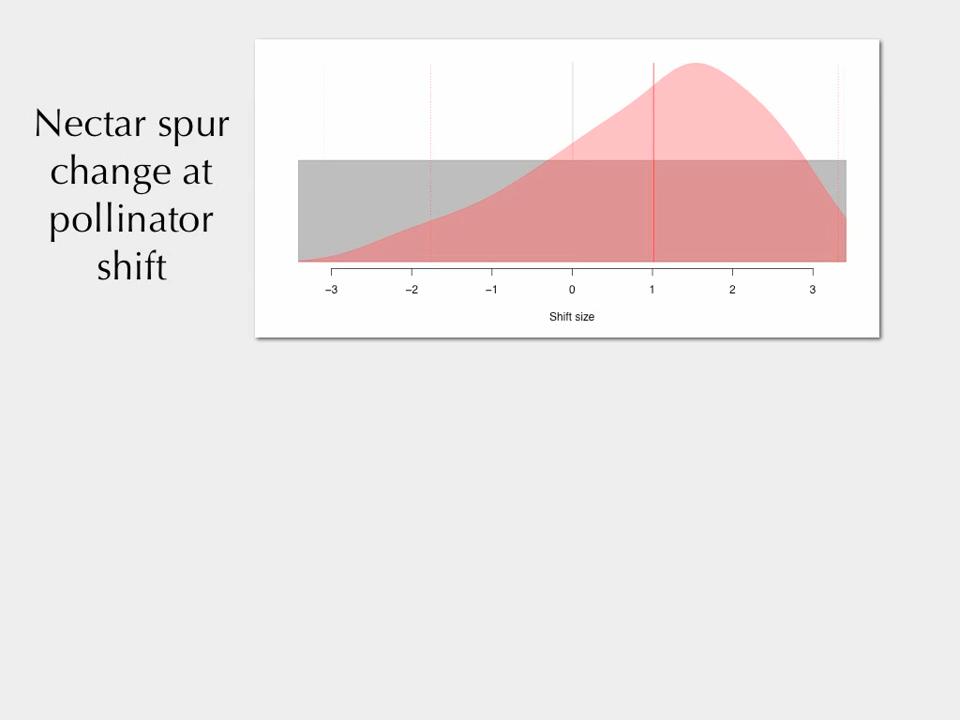 Nectar spur
change at
pollinator
shift
−3 −2 −1 0 1 2 3
Shift size